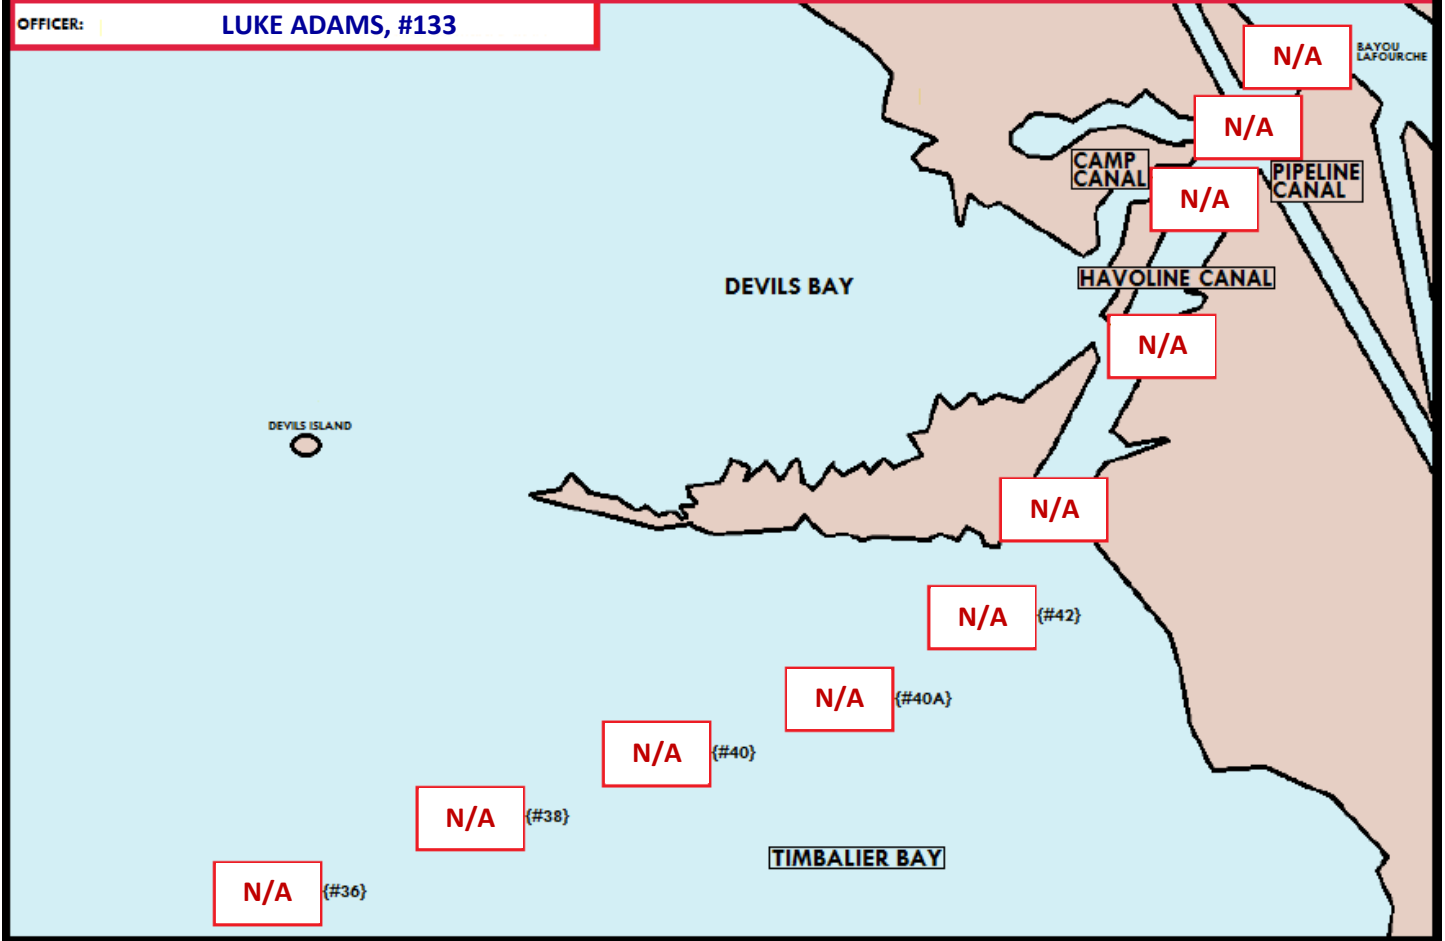 OFFICER: LUKE ADAMS, #133
N/A
BAYOU
LAFOURCHE
N/A
CAMP
CANAL
PIPELINE
CANAL
N/A
HAVOLINE CANAL
DEVILS BAY
N/A
DEVILS ISLAND
N/A
N/A {#42}
N/A {#40A}
N/A {#40}
N/A {#38}
TIMBALIER BAY
N/A {#36}